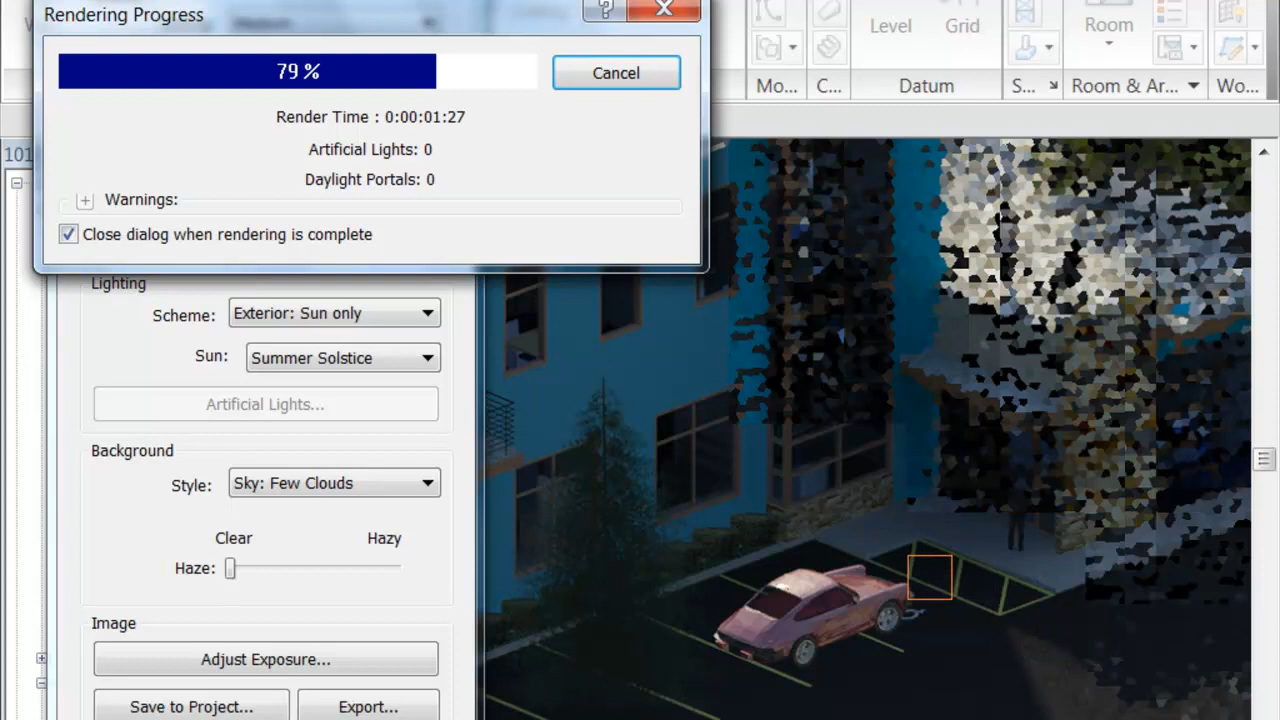 Rendering Progress
79 %
Cancel
Render Time : 0:00:01:27
Artificial Lights: 0
Daylight Portals: 0
Warnings:
Close dialog when rendering is complete
Level
Grid
Room
Mo...
C...
Datum
S...
Room & Ar...
Wo...
101
Lighting
Scheme: Exterior: Sun only
Sun: Summer Solstice
Artificial Lights...
Background
Style: Sky: Few Clouds
Clear Hazy
Haze:
Image
Adjust Exposure...
Save to Project... Export...